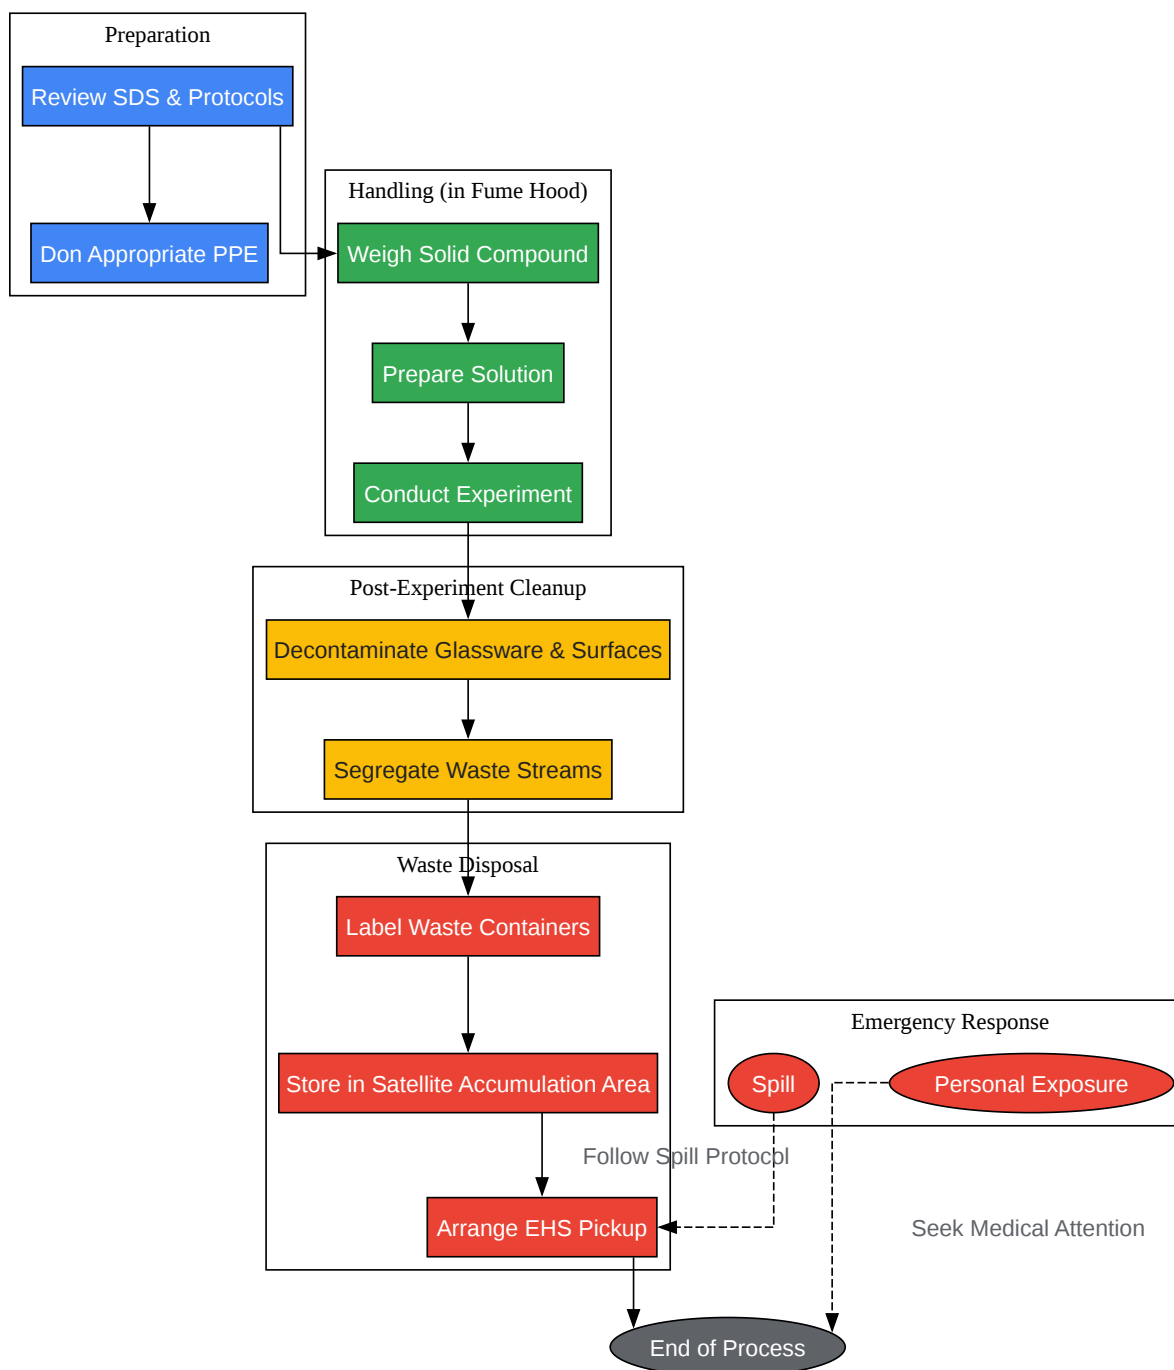 Preparation
Review SDS & Protocols
Don Appropriate PPE
Handling (in Fume Hood)
Weigh Solid Compound
Prepare Solution
Conduct Experiment
Post-Experiment Cleanup
Decontaminate Glassware & Surfaces
Segregate Waste Streams
Waste Disposal
Label Waste Containers
Store in Satellite Accumulation Area
Emergency Response
Spill
Personal Exposure
Follow Spill Protocol
Arrange EHS Pickup
Seek Medical Attention
End of Process